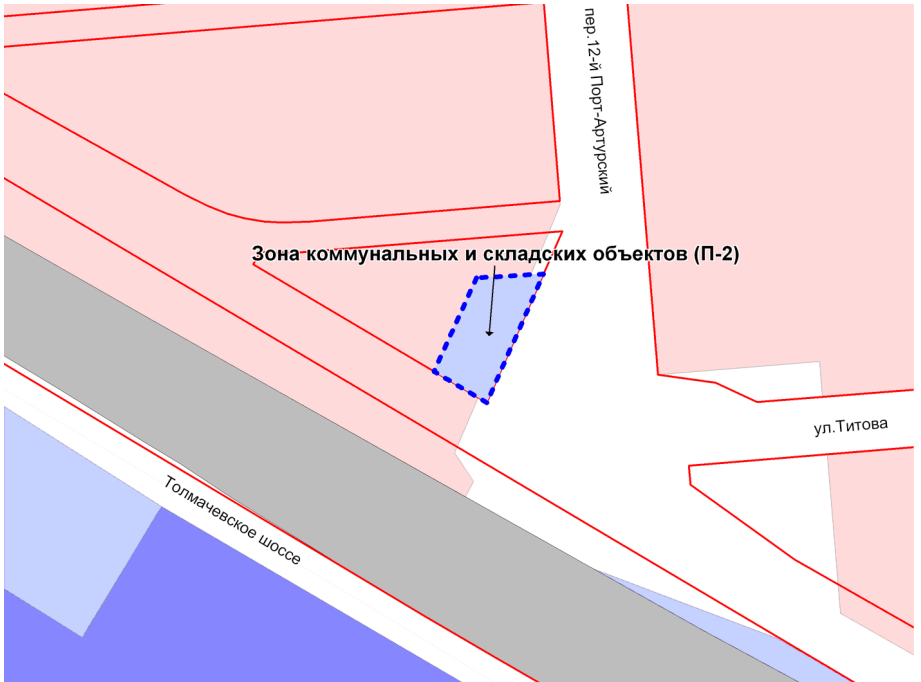 пер.12-й Порт-Артурский
Зона коммунальных и складских объектов (П-2)
ул.Титова
Толмачевское шоссе